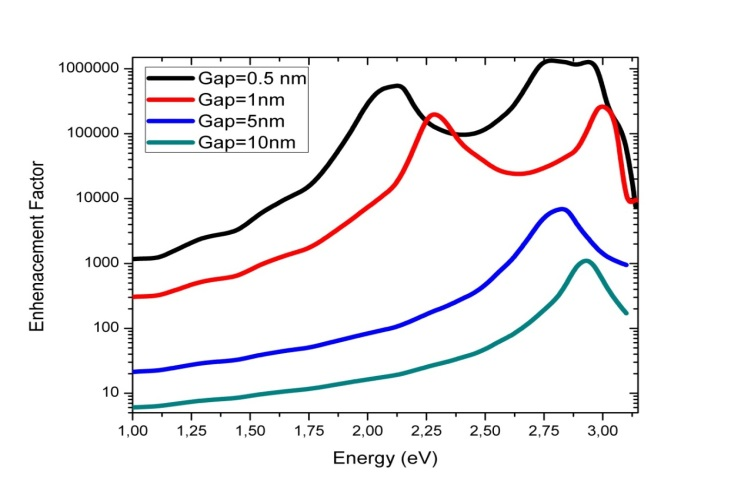 1000000
100000
10000
1000
100
10
Enhenacement Factor
Gap=0.5 nm
Gap=1nm
Gap=5nm
Gap=10nm
1,00 1,25 1,50 1,75 2,00 2,25 2,50 2,75 3,00
Energy (eV)